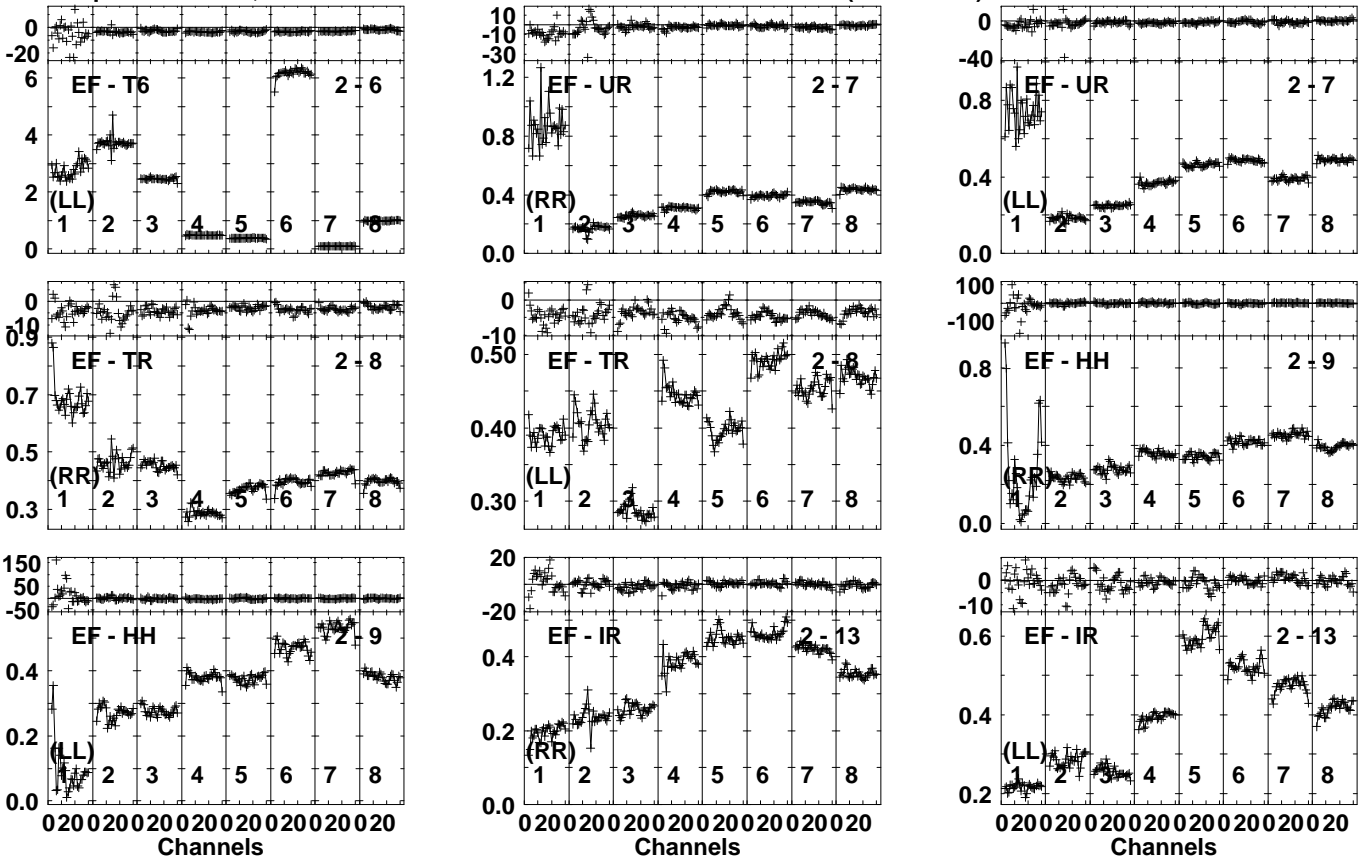 0
-20
6
4
2
0
EF - T6 2 - 6
(LL)
1 2 3 4 5 6 7 8
10
-10
-30
1.2
0.8
0.4
0.0
EF - UR 2 - 7
(RR)
1 2 3 4 5 6 7 8
0
-40
0.8
0.4
0.0
EF - UR 2 - 7
(LL)
1 2 3 4 5 6 7 8
0
-10
0.9
0.7
0.5
0.3
EF - TR 2 - 8
(RR)
1 2 3 4 5 6 7 8
0
-10
0.50
0.40
0.30
EF - TR 2 - 8
(LL)
1 2 3 4 5 6 7 8
100
-100
0.8
0.4
0.0
EF - HH 2 - 9
(RR)
1 2 3 4 5 6 7 8
150
50
-50
0.4
0.2
0.0
EF - HH 2 - 9
(LL)
1 2 3 4 5 6 7 8
0 20 0 20 0 20 0 20 0 20 0 20 0 20 0 20
Channels
20
-20
0.4
0.2
0.0
EF - IR 2 - 13
(RR)
1 2 3 4 5 6 7 8
0 20 0 20 0 20 0 20 0 20 0 20 0 20 0 20
Channels
0
-10
0.6
0.4
0.2
EF - IR 2 - 13
(LL)
1 2 3 4 5 6 7 8
0 20 0 20 0 20 0 20 0 20 0 20 0 20 0 20
Channels